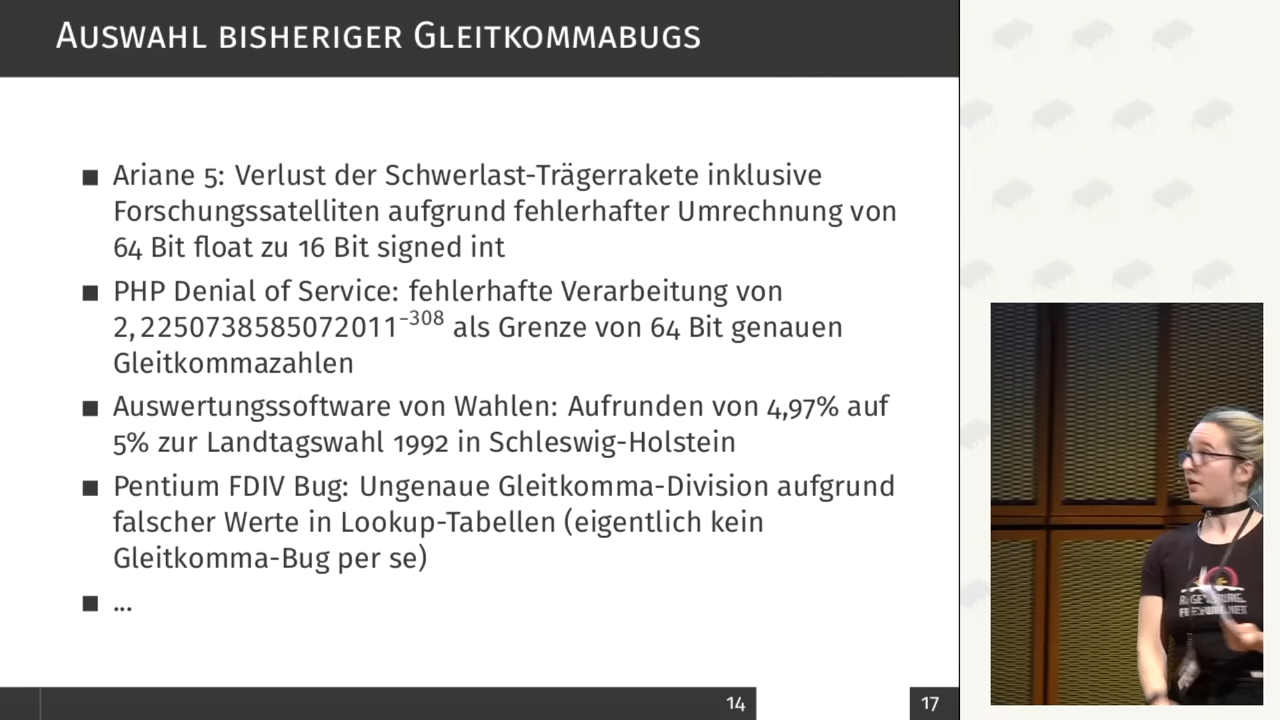 Auswahl bisheriger Gleitkommabugs
■ Ariane 5: Verlust der Schwerlast-Trägerrakete inklusive
Forschungssatelliten aufgrund fehlerhafter Umrechnung von
64 Bit float zu 16 Bit signed int
■ PHP Denial of Service: fehlerhafte Verarbeitung von
2,2250738585072011⁻³⁰⁸ als Grenze von 64 Bit genauen
Gleitkommazahlen
■ Auswertungssoftware von Wahlen: Aufrunden von 4,97% auf
5% zur Landtagswahl 1992 in Schleswig-Holstein
■ Pentium FDIV Bug: Ungenaue Gleitkomma-Division aufgrund
falscher Werte in Lookup-Tabellen (eigentlich kein
Gleitkomma-Bug per se)
■ ...
14
17